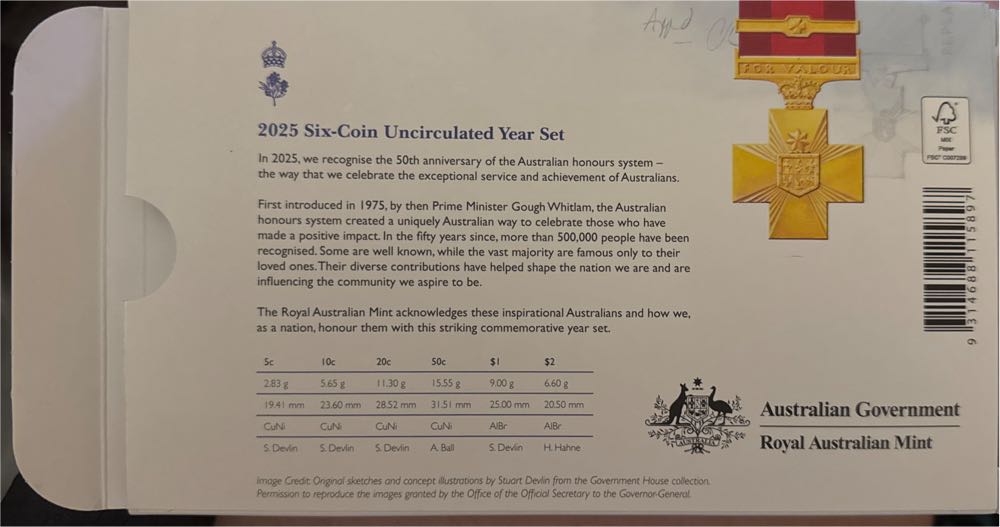 App'd
FOR VALOUR
FSC
MIX
Paper
FSC® C007299
2025 Six-Coin Uncirculated Year Set
In 2025, we recognise the 50th anniversary of the Australian honours system –
the way that we celebrate the exceptional service and achievement of Australians.
First introduced in 1975, by then Prime Minister Gough Whitlam, the Australian
honours system created a uniquely Australian way to celebrate those who have
made a positive impact. In the fifty years since, more than 500,000 people have been
recognised. Some are well known, while the vast majority are famous only to their
loved ones. Their diverse contributions have helped shape the nation we are and are
influencing the community we aspire to be.
The Royal Australian Mint acknowledges these inspirational Australians and how we,
as a nation, honour them with this striking commemorative year set.
5c 10c 20c 50c $1 $2
2.83 g 5.65 g 11.30 g 15.55 g 9.00 g 6.60 g
19.41 mm 23.60 mm 28.52 mm 31.51 mm 25.00 mm 20.50 mm
CuNi CuNi CuNi CuNi AlBr AlBr
S. Devlin S. Devlin S. Devlin A. Ball S. Devlin H. Hahne
9 314688 115897
AUSTRALIA
Australian Government
Royal Australian Mint
Image Credit: Original sketches and concept illustrations by Stuart Devlin from the Government House collection.
Permission to reproduce the images granted by the Office of the Official Secretary to the Governor-General.